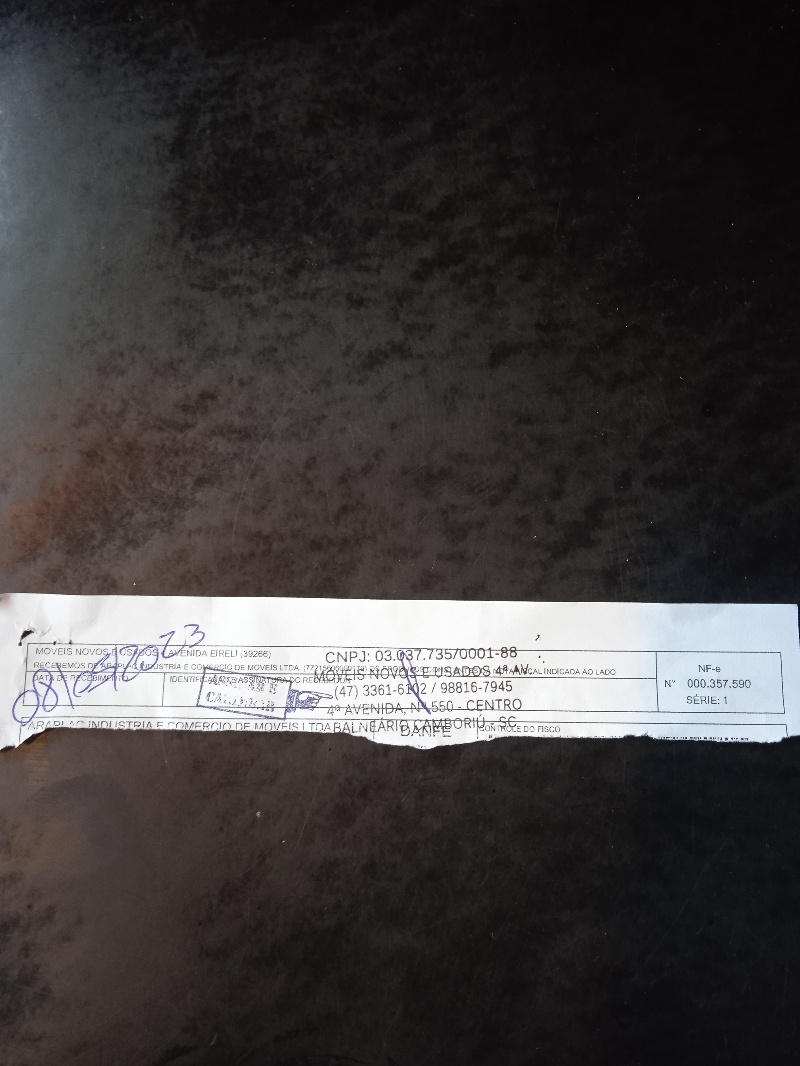 08/05/2023
MOVEIS NOVOS E USADOS 4 AVENIDA EIRELI (39266)
CNPJ: 03.037.735/0001-88
RECEBEMOS DE ARAPLAC INDUSTRIA E COMERCIO DE MOVEIS LTDA. FISCAL INDICADA AO LADO
MOVEIS NOVOS E USADOS 4ª AV
DATA DE RECEBIMENTO
IDENTIFICAÇÃO E ASSINATURA DO RECEBEDOR
(47) 3361-6102 / 98816-7945
4ª AVENIDA, Nº 550 - CENTRO
BALNEÁRIO CAMBORIÚ - SC
NF-e
N° 000.357.590
SÉRIE: 1
ARAPLAC INDUSTRIA E COMERCIO DE MOVEIS LTDA
DANFE
CONTROLE DO FISCO